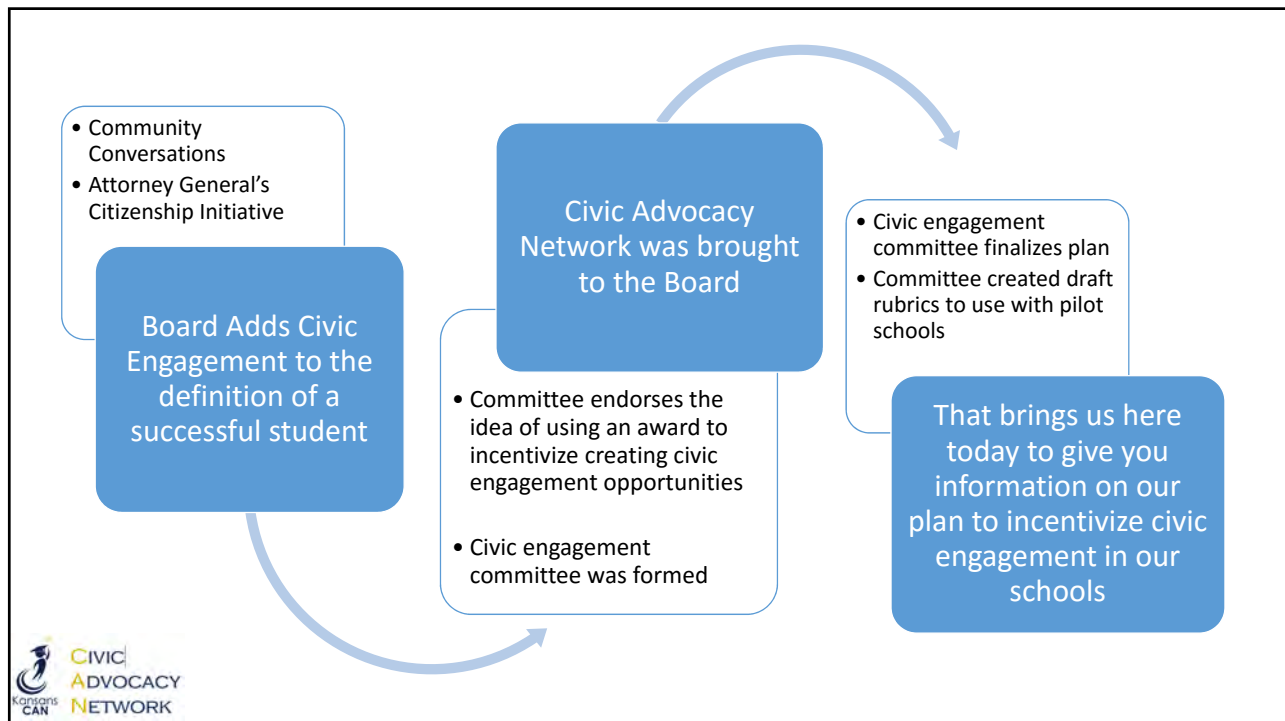 • Community
Conversations
• Attorney General’s
Citizenship Initiative
Board Adds Civic
Engagement to the
definition of a
successful student
Civic Advocacy
Network was brought
to the Board
• Committee endorses the
idea of using an award to
incentivize creating civic
engagement opportunities
• Civic engagement
committee was formed
• Civic engagement
committee finalizes plan
• Committee created draft
rubrics to use with pilot
schools
That brings us here
today to give you
information on our
plan to incentivize civic
engagement in our
schools
Kansans
CAN
CIVIC
ADVOCACY
NETWORK